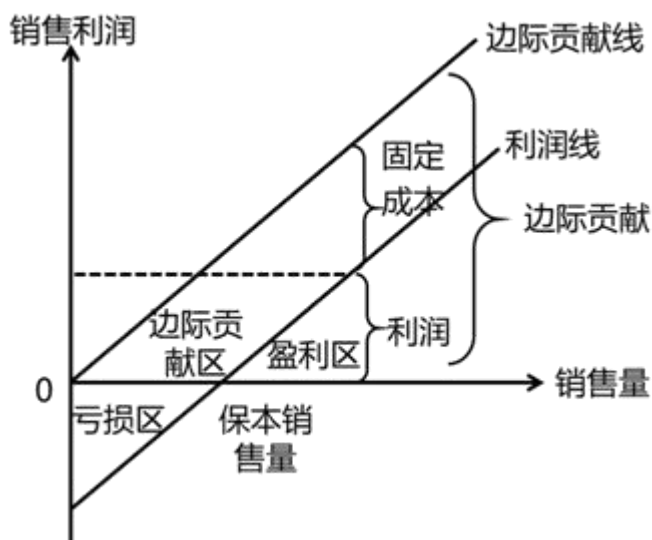 销售利润
边际贡献线
固定
成本
利润线
边际贡献
边际贡
献区
盈利区
利润
0
销售量
亏损区
保本销
售量